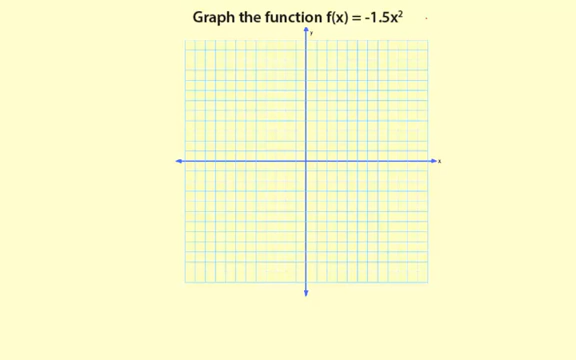 Graph the function f(x) = -1.5x²
y
x